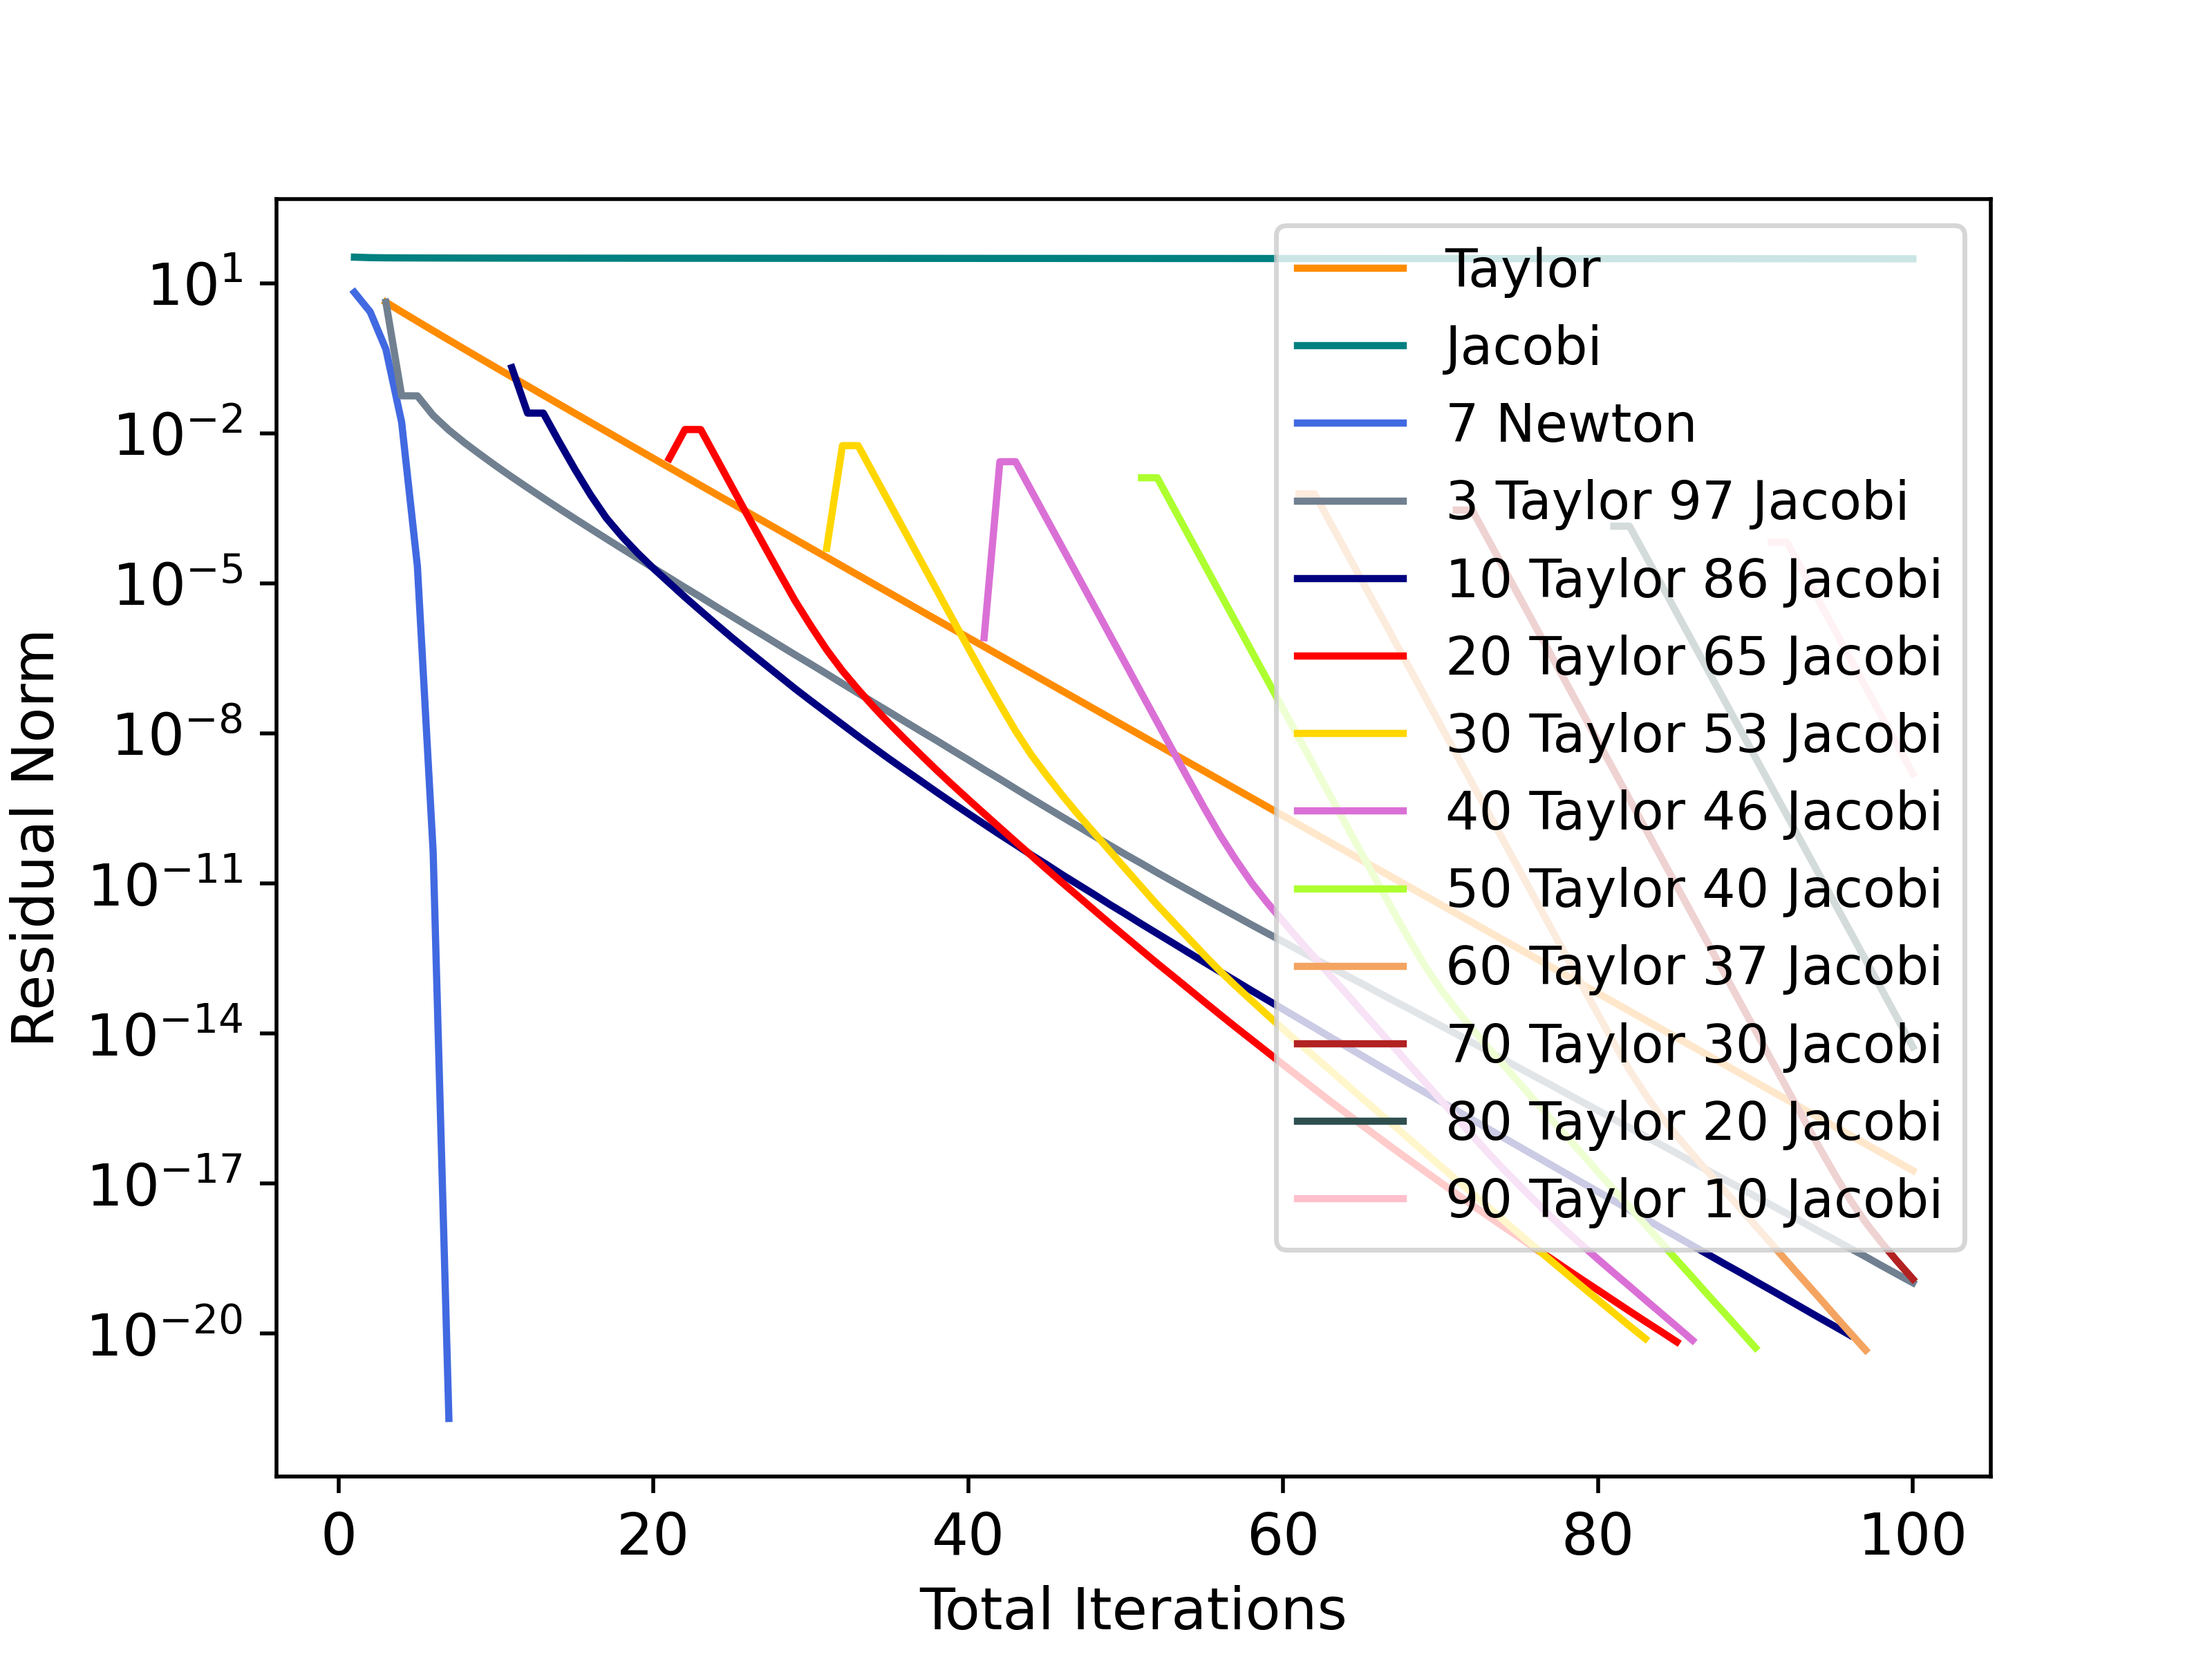 10^1
10^−2
10^−5
10^−8
10^−11
10^−14
10^−17
10^−20
Residual Norm
Taylor
Jacobi
7 Newton
3 Taylor 97 Jacobi
10 Taylor 86 Jacobi
20 Taylor 65 Jacobi
30 Taylor 53 Jacobi
40 Taylor 46 Jacobi
50 Taylor 40 Jacobi
60 Taylor 37 Jacobi
70 Taylor 30 Jacobi
80 Taylor 20 Jacobi
90 Taylor 10 Jacobi
0 20 40 60 80 100
Total Iterations